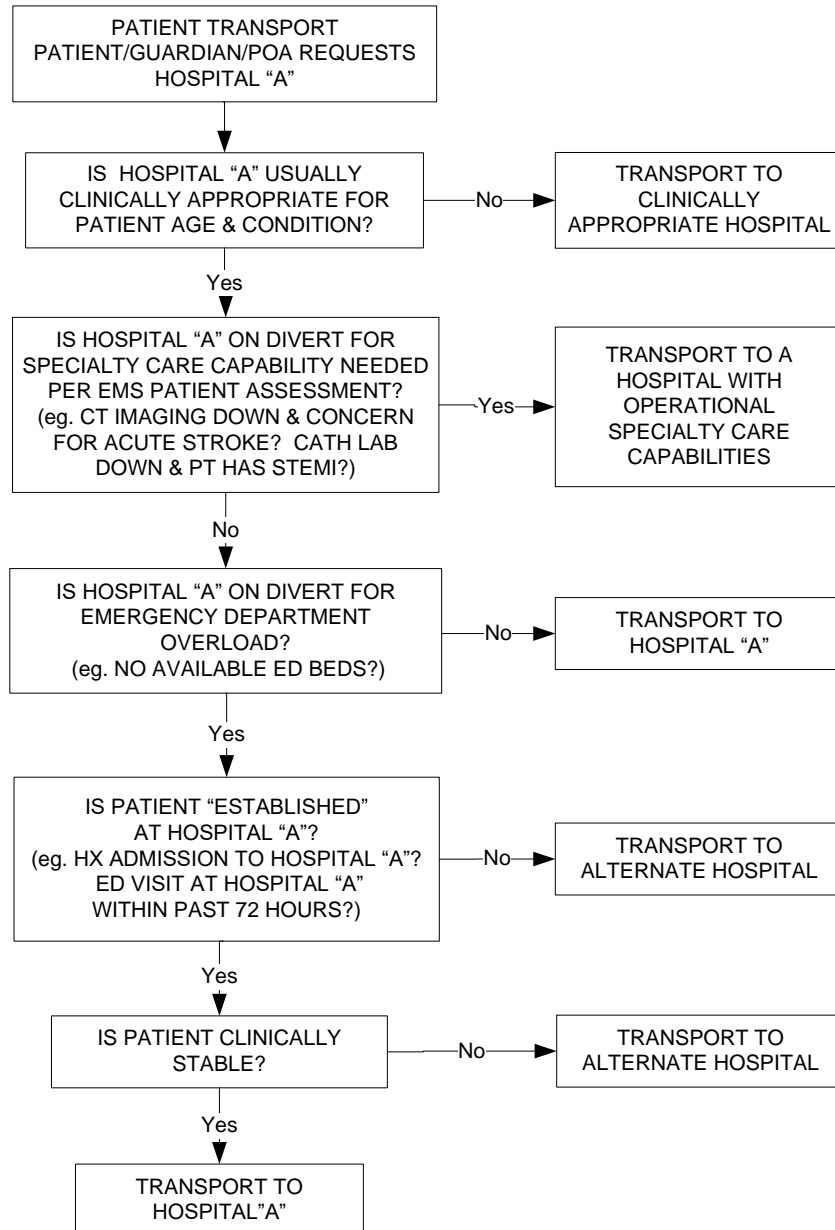 PATIENT TRANSPORT
PATIENT/GUARDIAN/POA REQUESTS
HOSPITAL “A”
IS HOSPITAL “A” USUALLY
CLINICALLY APPROPRIATE FOR
PATIENT AGE & CONDITION?
No
TRANSPORT TO
CLINICALLY
APPROPRIATE HOSPITAL
Yes
IS HOSPITAL “A” ON DIVERT FOR
SPECIALTY CARE CAPABILITY NEEDED
PER EMS PATIENT ASSESSMENT?
(eg. CT IMAGING DOWN & CONCERN
FOR ACUTE STROKE? CATH LAB
DOWN & PT HAS STEMI?)
Yes
TRANSPORT TO A
HOSPITAL WITH
OPERATIONAL
SPECIALTY CARE
CAPABILITIES
No
IS HOSPITAL “A” ON DIVERT FOR
EMERGENCY DEPARTMENT
OVERLOAD?
(eg. NO AVAILABLE ED BEDS?)
No
TRANSPORT TO
HOSPITAL “A”
Yes
IS PATIENT “ESTABLISHED”
AT HOSPITAL “A”?
(eg. HX ADMISSION TO HOSPITAL “A”?
ED VISIT AT HOSPITAL “A”
WITHIN PAST 72 HOURS?)
No
TRANSPORT TO
ALTERNATE HOSPITAL
Yes
IS PATIENT CLINICALLY
STABLE?
No
TRANSPORT TO
ALTERNATE HOSPITAL
Yes
TRANSPORT TO
HOSPITAL”A”